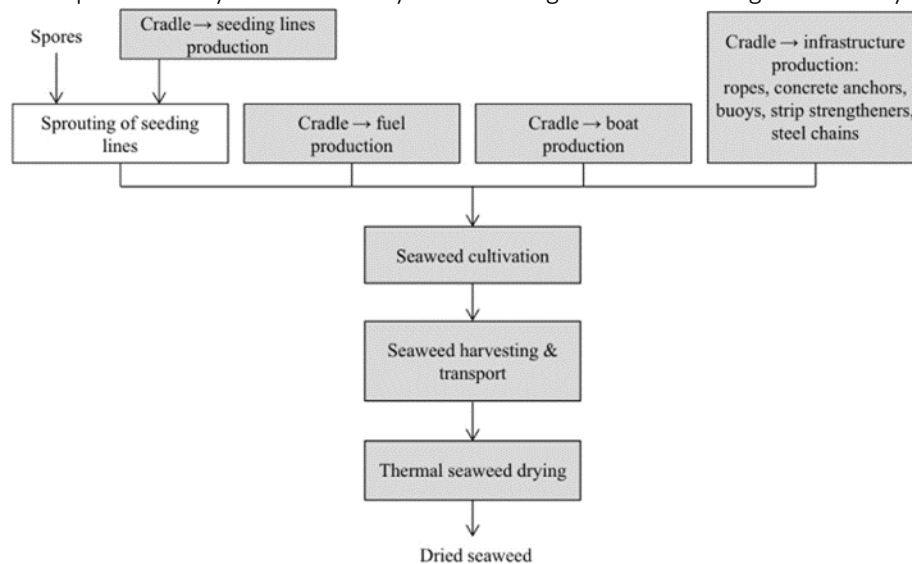 Spores
Cradle → seeding lines
production
Cradle → infrastructure
production:
ropes, concrete anchors,
buoys, strip strengtheners,
steel chains
Sprouting of seeding
lines
Cradle → fuel
production
Cradle → boat
production
Seaweed cultivation
Seaweed harvesting &
transport
Thermal seaweed drying
Dried seaweed